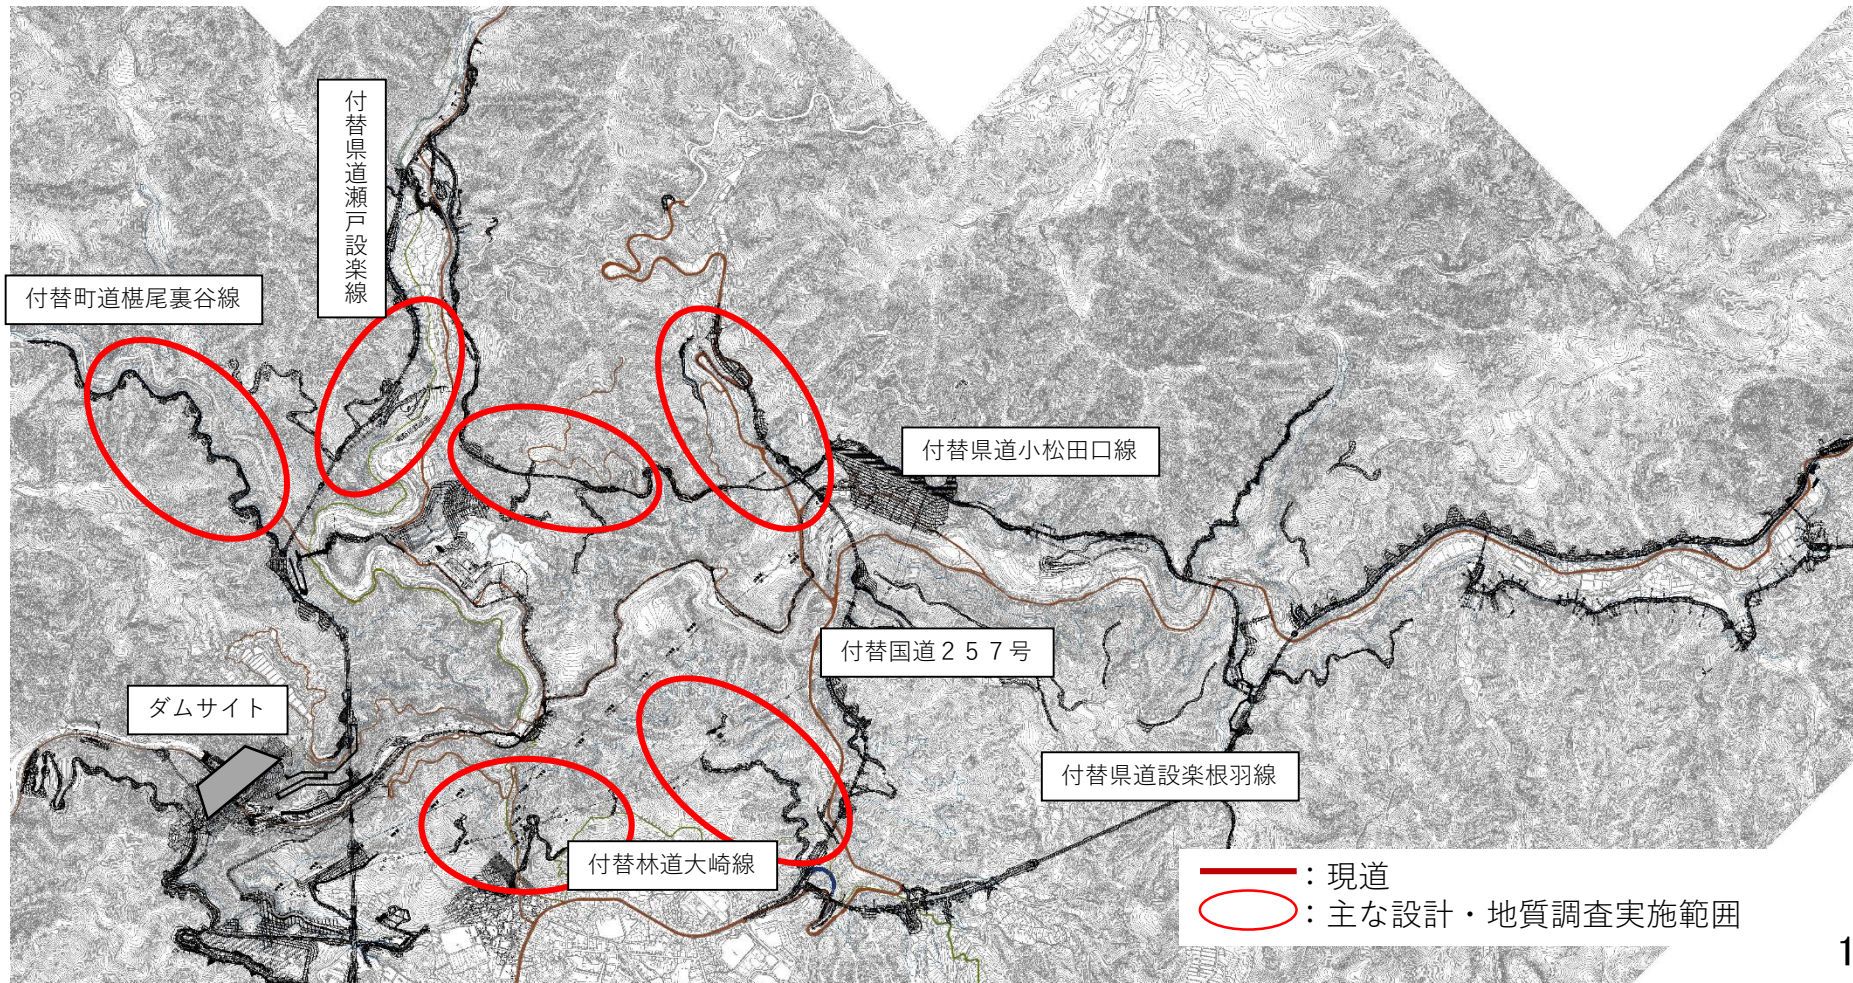 付替県道瀬戸設楽線
付替町道椹尾裏谷線
付替県道小松田口線
付替国道２５７号
ダムサイト
付替県道設楽根羽線
付替林道大崎線
：現道
：主な設計・地質調査実施範囲
1